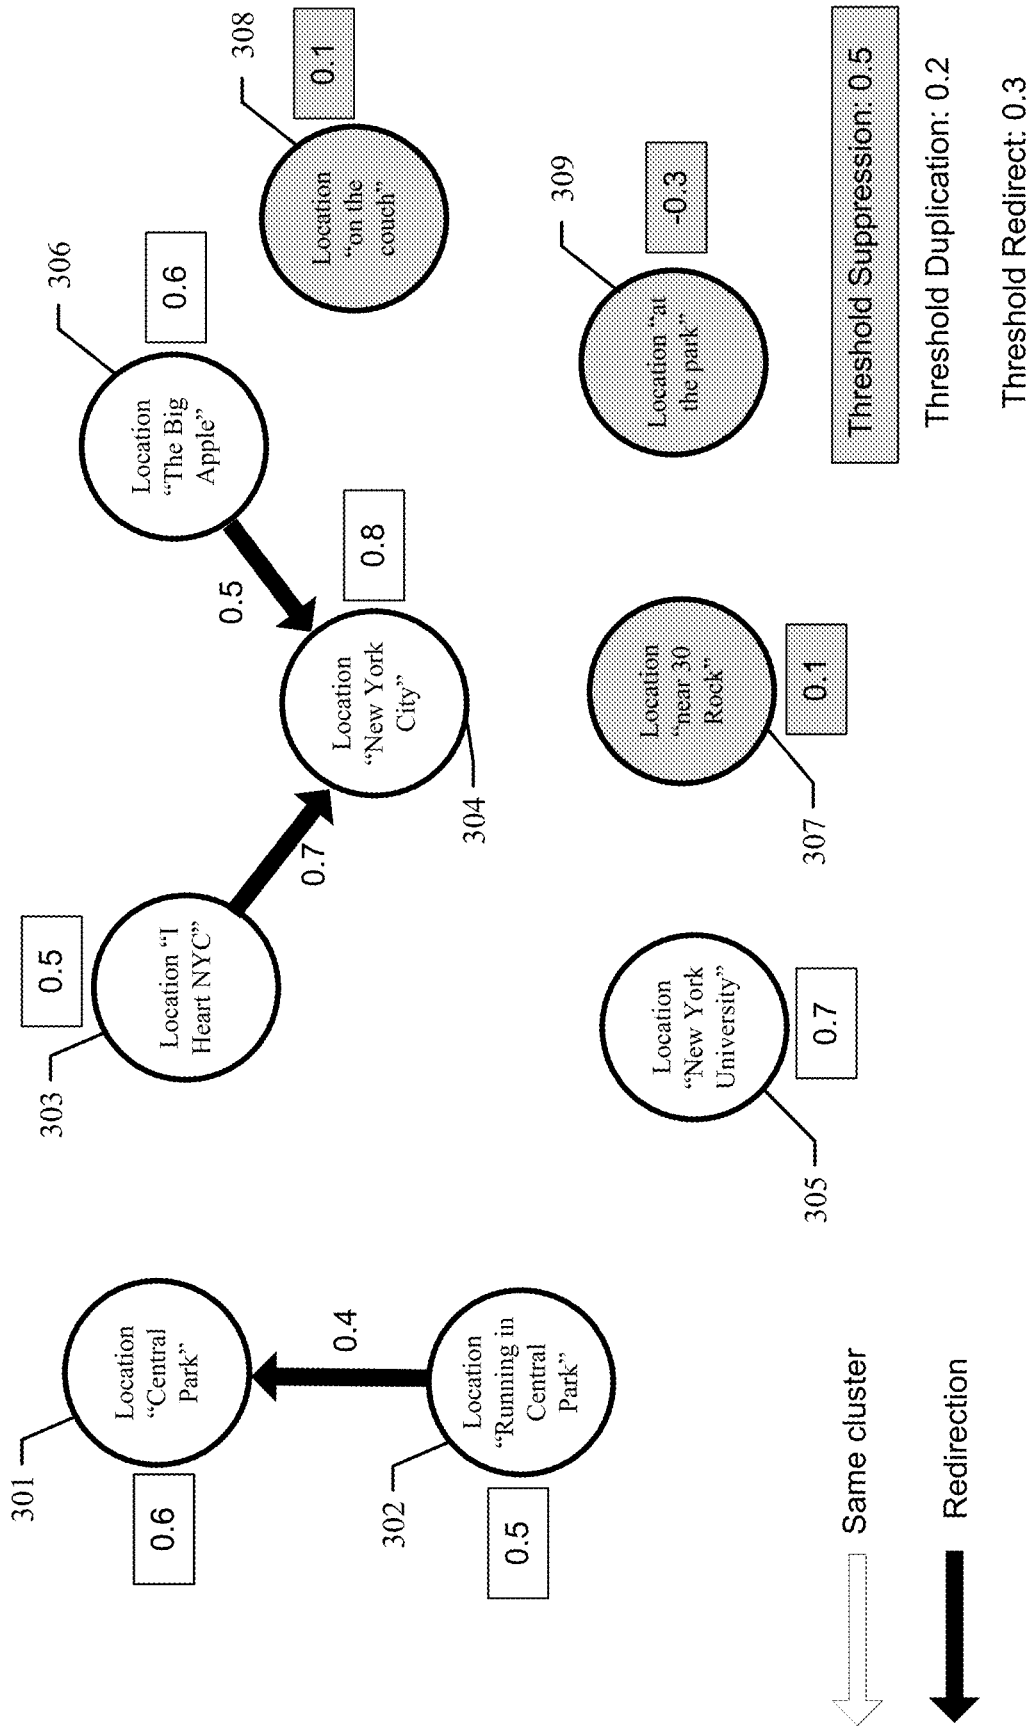 301
Location
“Central
Park”
0.6
0.4
302
Location
“Running in
Central
Park”
0.5
303
0.5
Location “I
Heart NYC”
0.7
306
0.6
Location
“The Big
Apple”
0.5
Location
“New York
City”
0.8
304
308
0.1
Location
“on the
couch”
305
Location
“New York
University”
0.7
307
Location
“near 30
Rock”
0.1
309
-0.3
Location “at
the park”
Same cluster
Redirection
Threshold Suppression: 0.5
Threshold Duplication: 0.2
Threshold Redirect: 0.3